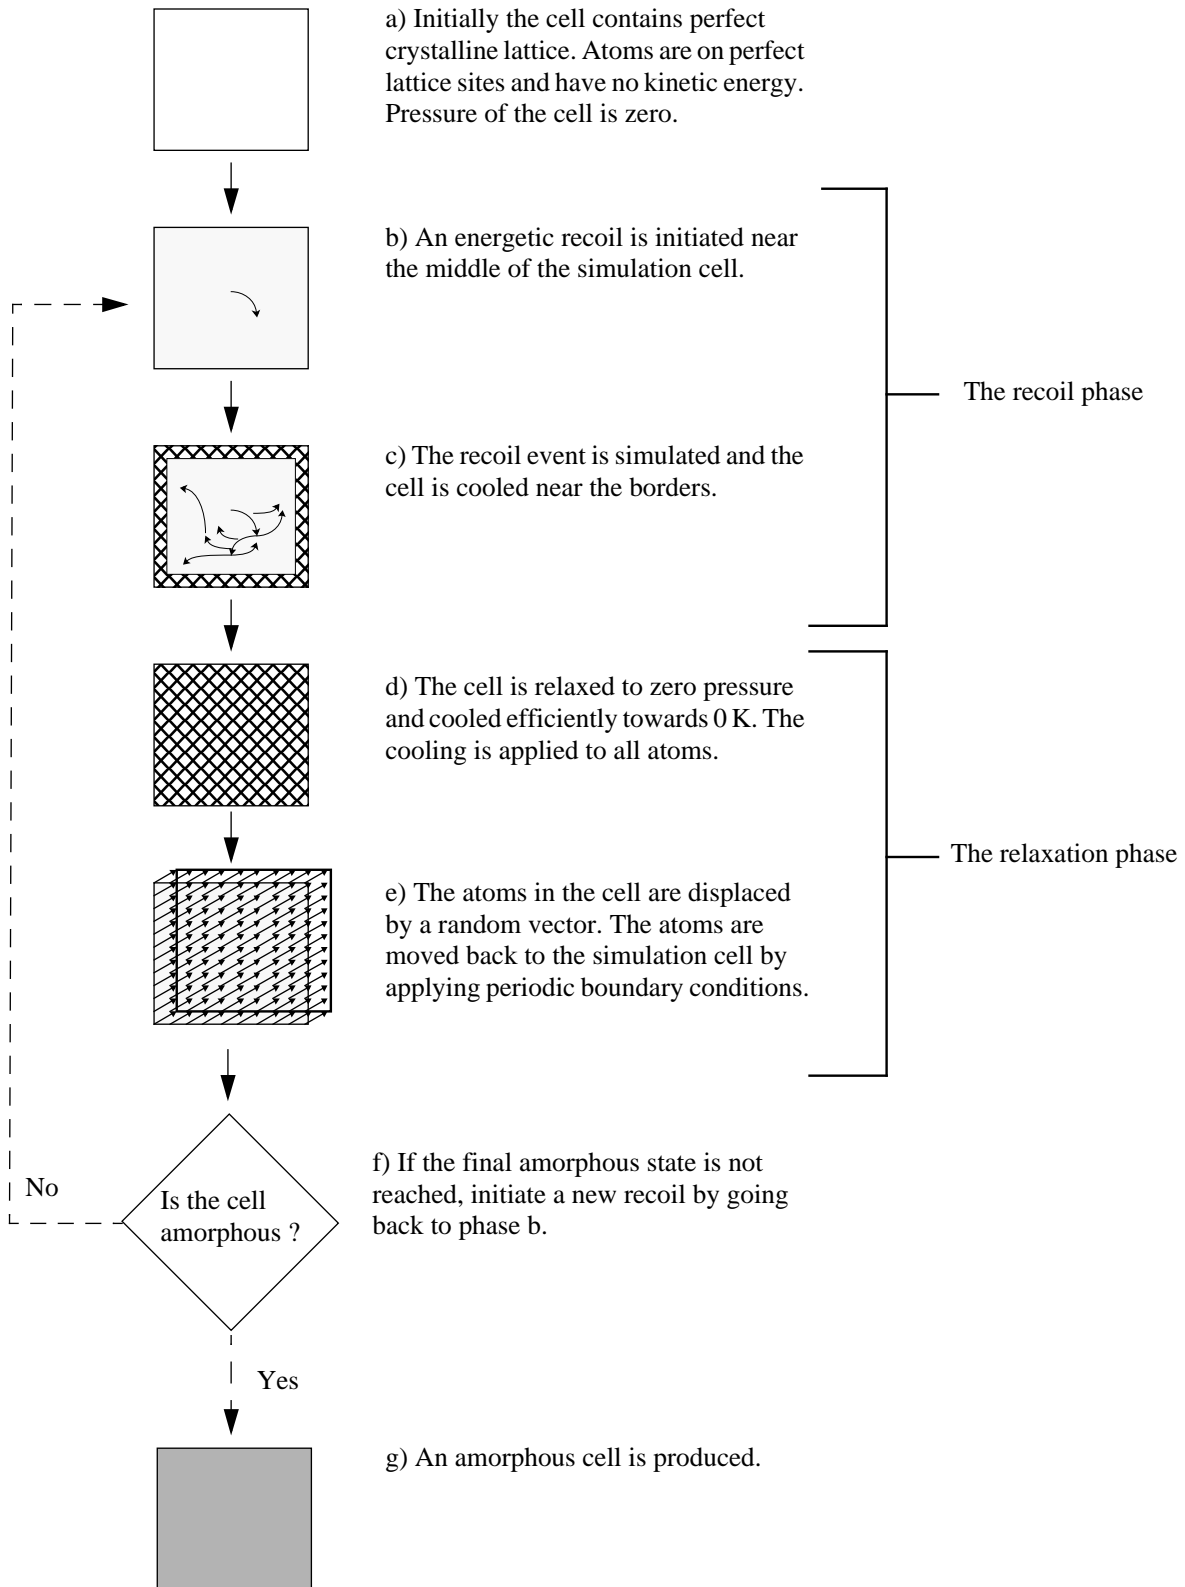 a) Initially the cell contains perfect
crystalline lattice. Atoms are on perfect
lattice sites and have no kinetic energy.
Pressure of the cell is zero.
b) An energetic recoil is initiated near
the middle of the simulation cell.
The recoil phase
c) The recoil event is simulated and the
cell is cooled near the borders.
d) The cell is relaxed to zero pressure
and cooled efficiently towards 0 K. The
cooling is applied to all atoms.
The relaxation phase
e) The atoms in the cell are displaced
by a random vector. The atoms are
moved back to the simulation cell by
applying periodic boundary conditions.
No
Is the cell
amorphous ?
f) If the final amorphous state is not
reached, initiate a new recoil by going
back to phase b.
Yes
g) An amorphous cell is produced.